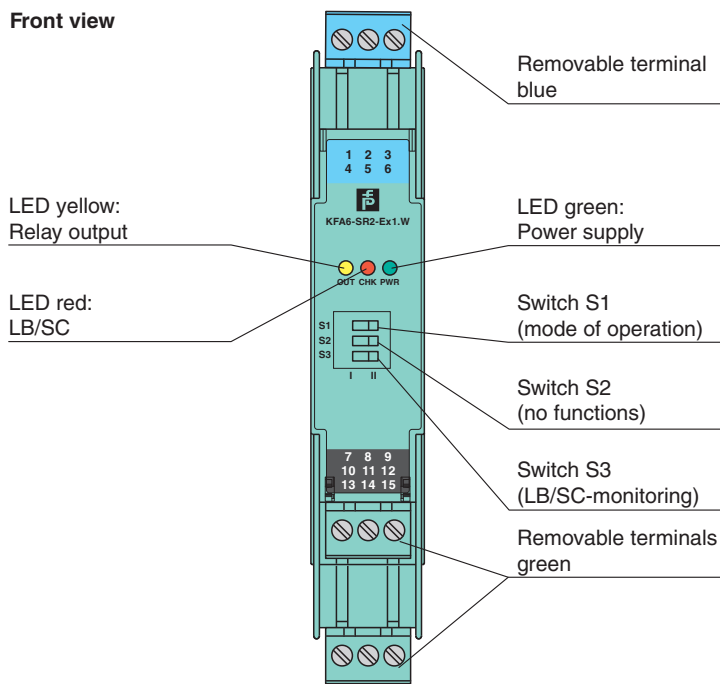 Front view
Removable terminal
blue
1 2 3
4 5 6
KFA6-SR2-Ex1.W
LED yellow:
Relay output
LED green:
Power supply
OUT CHK PWR
LED red:
LB/SC
Switch S1
(mode of operation)
S1
S2
S3
I II
Switch S2
(no functions)
Switch S3
(LB/SC-monitoring)
7 8 9
10 11 12
13 14 15
Removable terminals
green